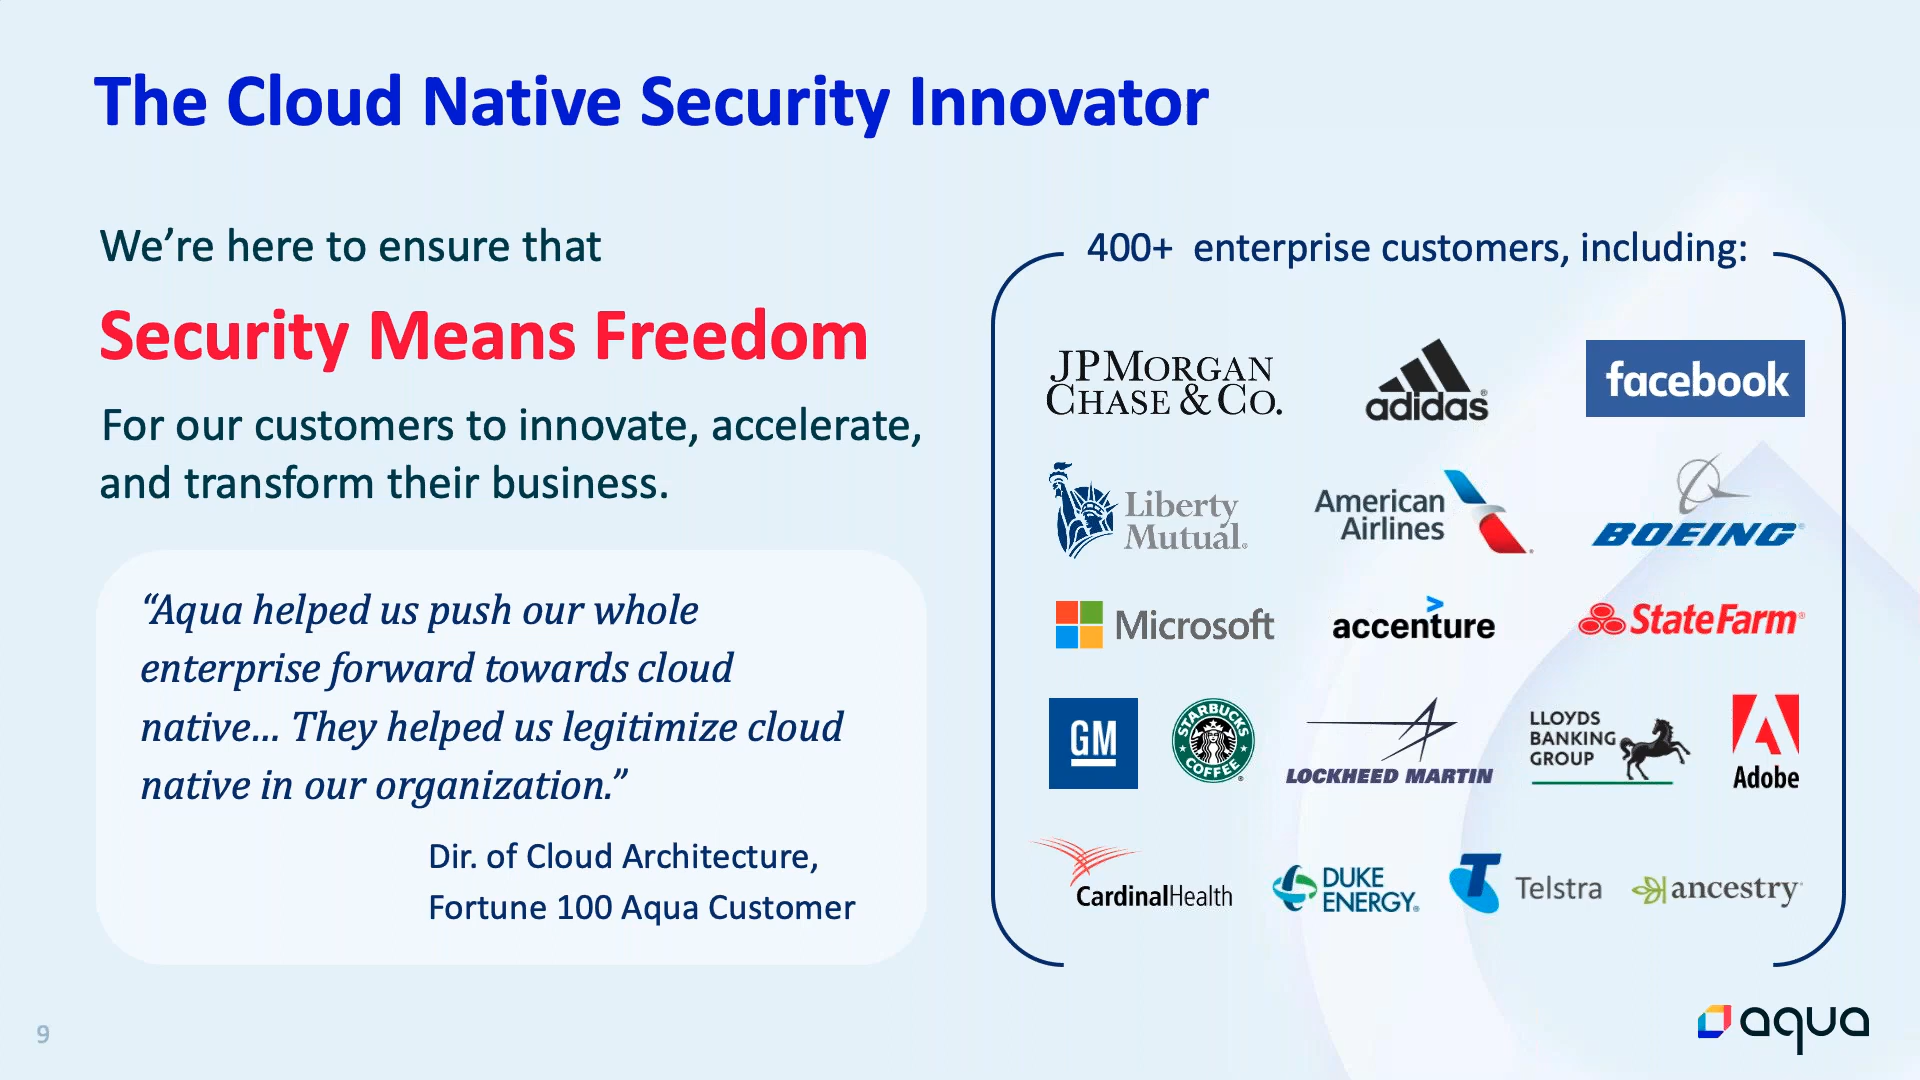 The Cloud Native Security Innovator
We’re here to ensure that
Security Means Freedom
For our customers to innovate, accelerate,
and transform their business.
“Aqua helped us push our whole
enterprise forward towards cloud
native... They helped us legitimize cloud
native in our organization.”
Dir. of Cloud Architecture,
Fortune 100 Aqua Customer
400+ enterprise customers, including:
JPMORGAN
CHASE & CO.
adidas®
facebook
Liberty
Mutual®
American
Airlines
BOEING®
Microsoft
accenture
State Farm®
GM
STARBUCKS
COFFEE
LOCKHEED MARTIN
LLOYDS
BANKING
GROUP
Adobe
CardinalHealth
DUKE
ENERGY®
T
Telstra
ancestry
9
aqua